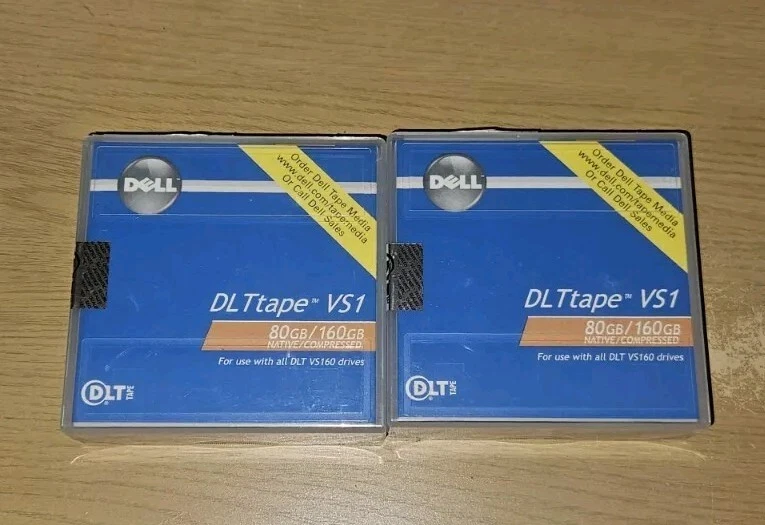 DELL
Order Dell Tape Media
www.dell.com/tapemedia
Or Call Dell Sales
DLTtape™ VS1
80GB/160GB
NATIVE/COMPRESSED
For use with all DLT VS160 drives
DLT TAPE
DELL
Order Dell Tape Media
www.dell.com/tapemedia
Or Call Dell Sales
DLTtape™ VS1
80GB/160GB
NATIVE/COMPRESSED
For use with all DLT VS160 drives
DLT TAPE